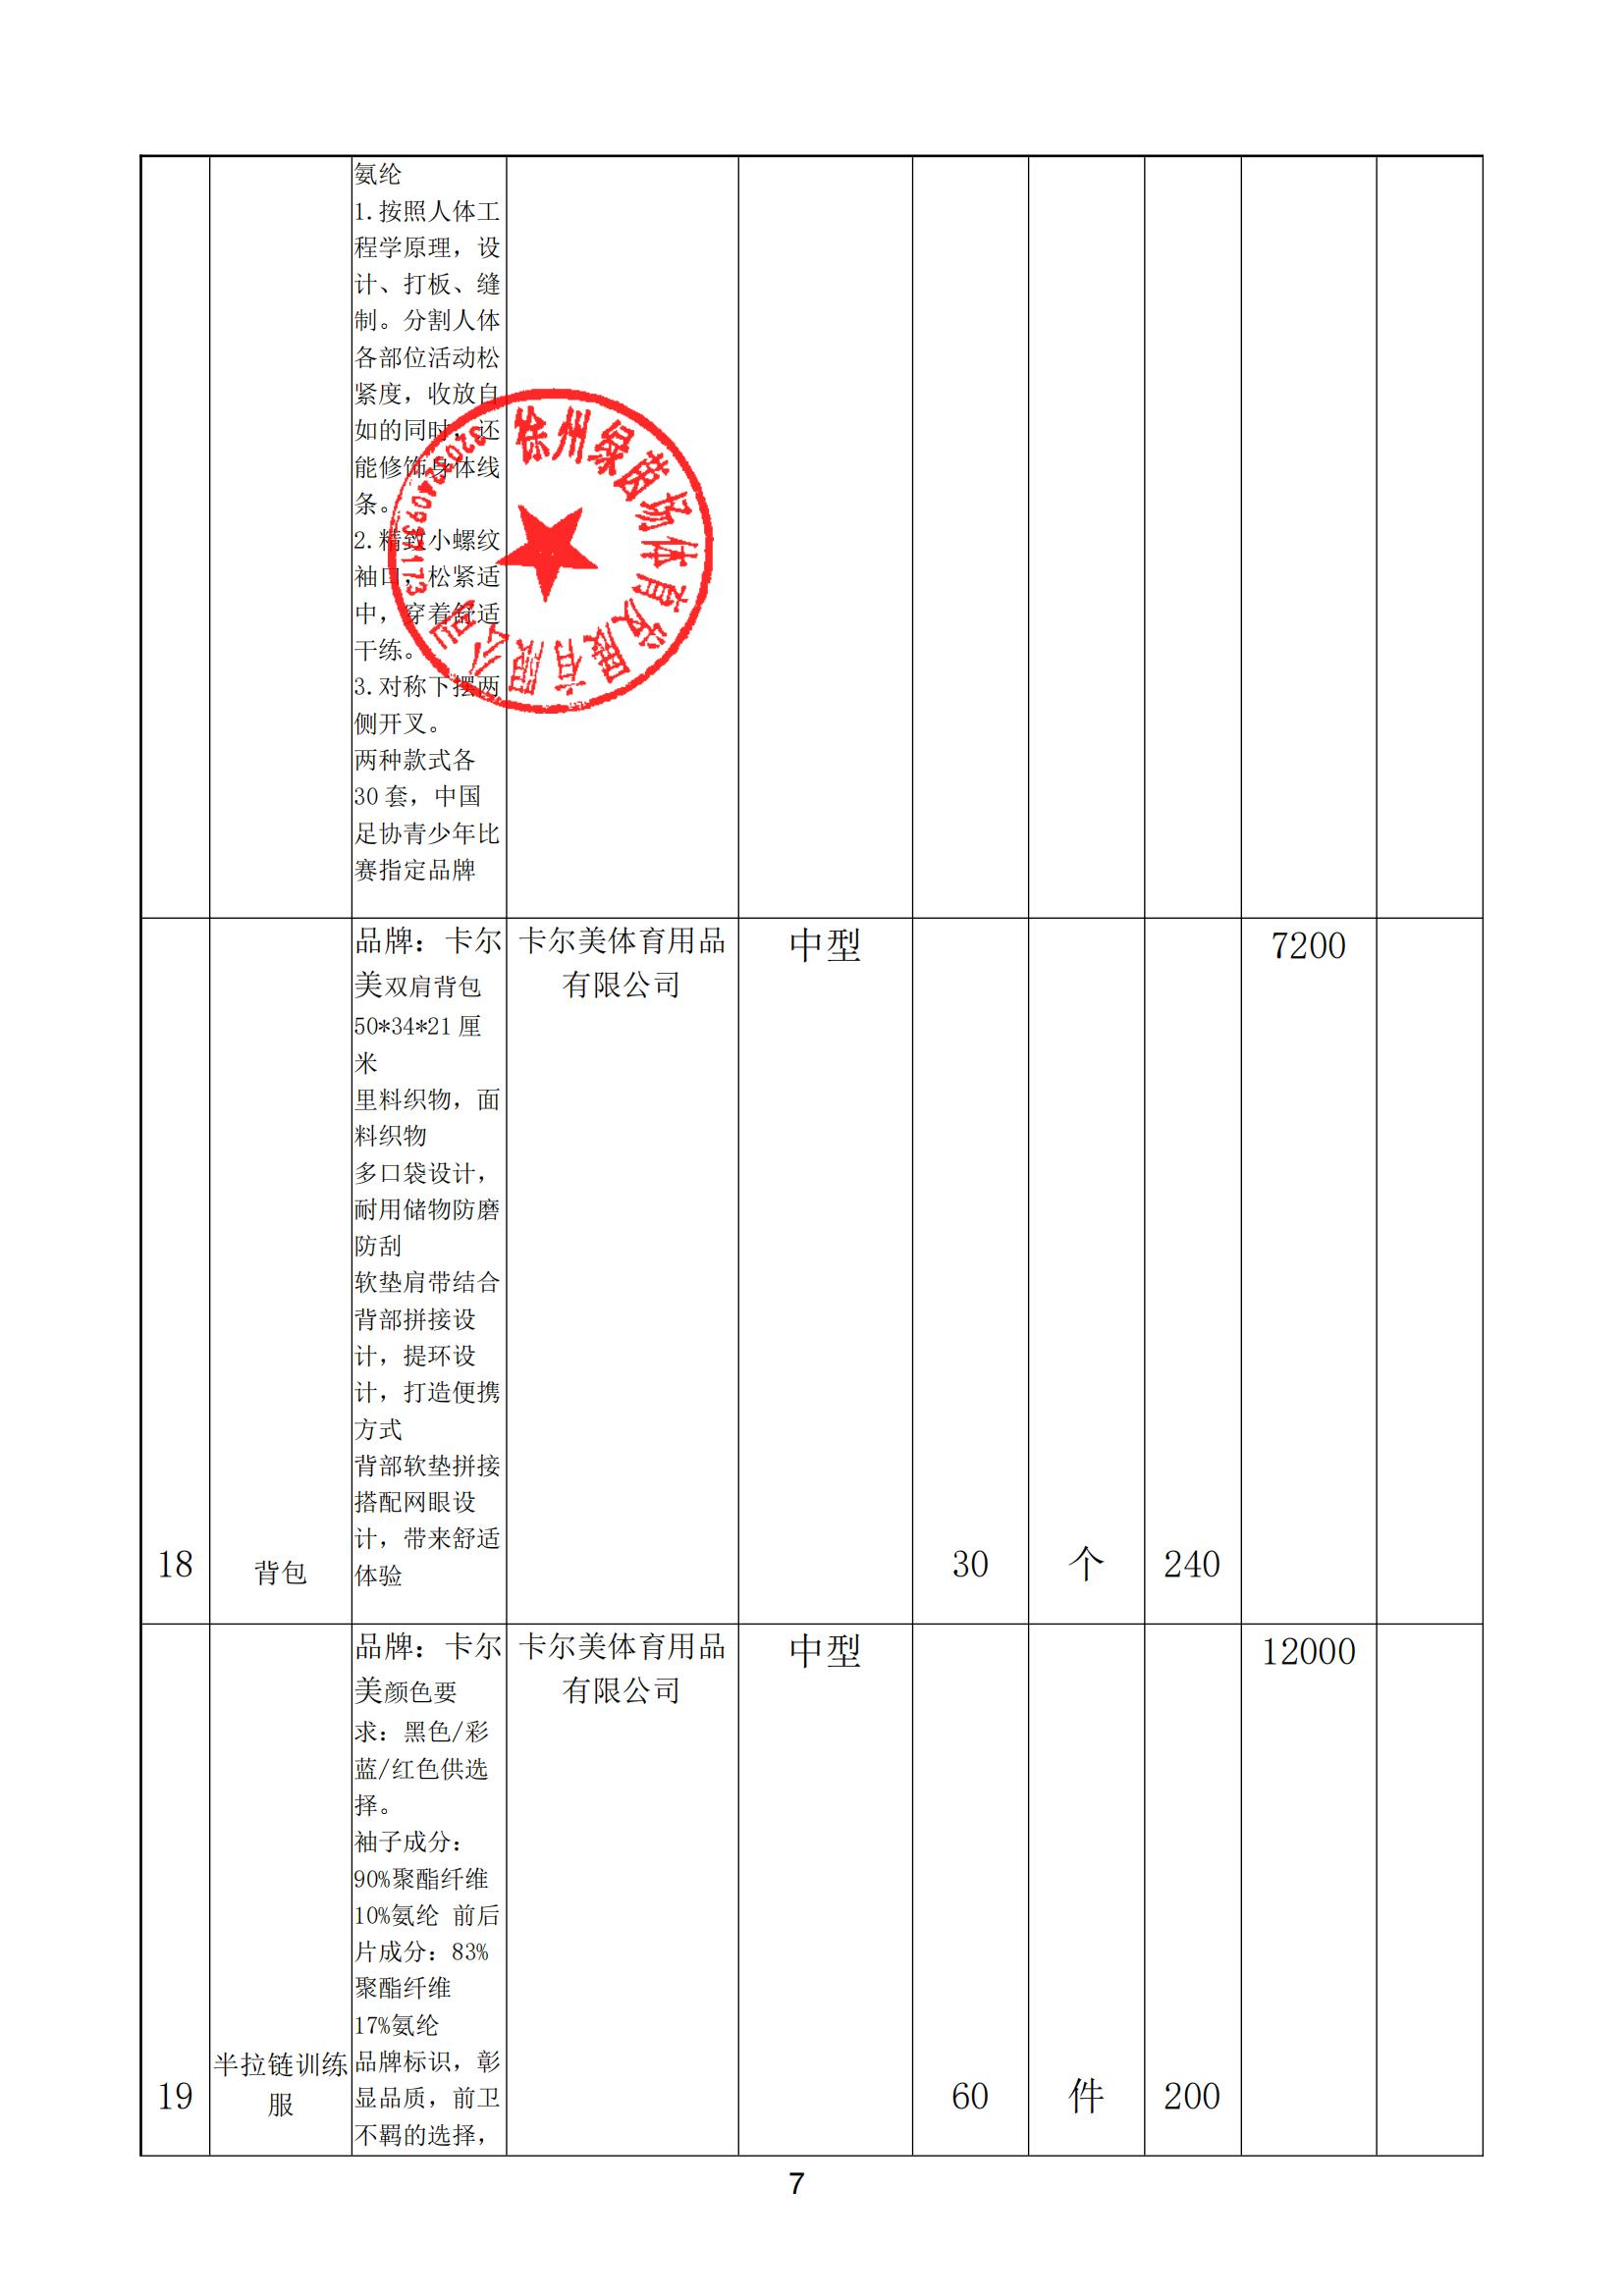 氨纶
1.按照人体工
程学原理，设
计、打板、缝
制。分割人体
各部位活动松
紧度，收放自
如的同时，还
能修饰身体线
条。
2.精致小螺纹
袖口，松紧适
中，穿着舒适
干练。
3.对称下摆两
侧开叉。
两种款式各
30套，中国
足协青少年比
赛指定品牌
徐州绿茵场体育发展有限公司
18
背包
品牌：卡尔
美双肩背包
50*34*21厘
米
里料织物，面
料织物
多口袋设计，
耐用储物防磨
防刮
软垫肩带结合
背部拼接设
计，提环设
计，打造便携
方式
背部软垫拼接
搭配网眼设
计，带来舒适
体验
卡尔美体育用品
有限公司
中型
30
个
240
7200
19
半拉链训练
服
品牌：卡尔
美颜色要
求：黑色/彩
蓝/红色供选
择。
袖子成分：
90%聚酯纤维
10%氨纶 前后
片成分：83%
聚酯纤维
17%氨纶
品牌标识，彰
显品质，前卫
不羁的选择，
卡尔美体育用品
有限公司
中型
60
件
200
12000
7